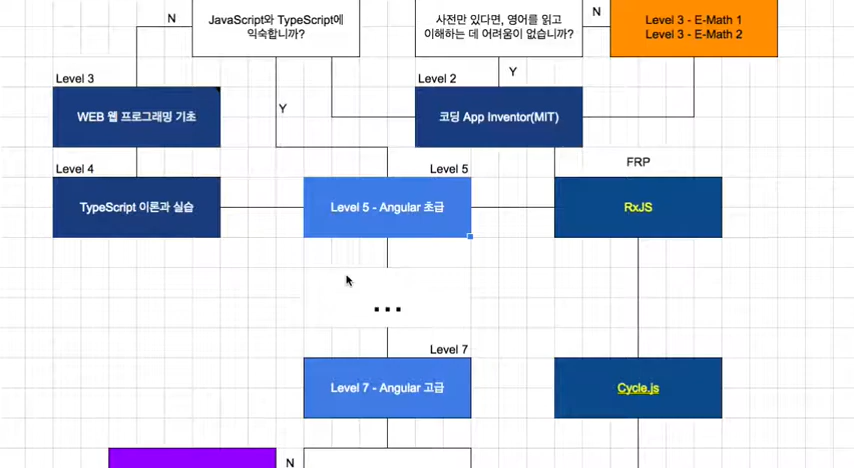 JavaScript와 TypeScript에
익숙합니까?
N
사전만 있다면, 영어를 읽고
이해하는 데 어려움이 없습니까?
N
Level 3 - E-Math 1
Level 3 - E-Math 2
Level 3
WEB 웹 프로그래밍 기초
Y
Level 2
Y
코딩 App Inventor(MIT)
Level 4
TypeScript 이론과 실습
Level 5
Level 5 - Angular 초급
FRP
RxJS
...
Level 7
Level 7 - Angular 고급
Cycle.js
N